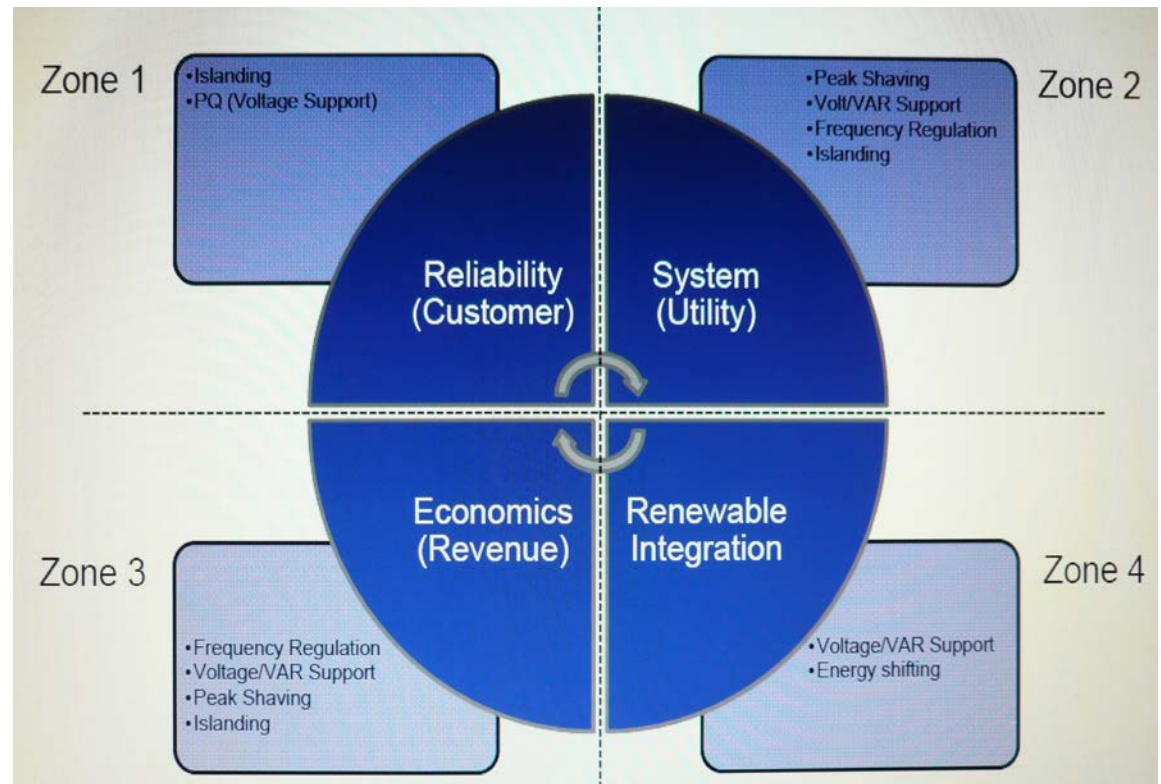 Zone 1
•Islanding
•PQ (Voltage Support)
Zone 2
•Peak Shaving
•Volt/VAR Support
•Frequency Regulation
•Islanding
Reliability
(Customer)
System
(Utility)
Economics
(Revenue)
Renewable
Integration
Zone 3
•Frequency Regulation
•Voltage/VAR Support
•Peak Shaving
•Islanding
Zone 4
•Voltage/VAR Support
•Energy shifting